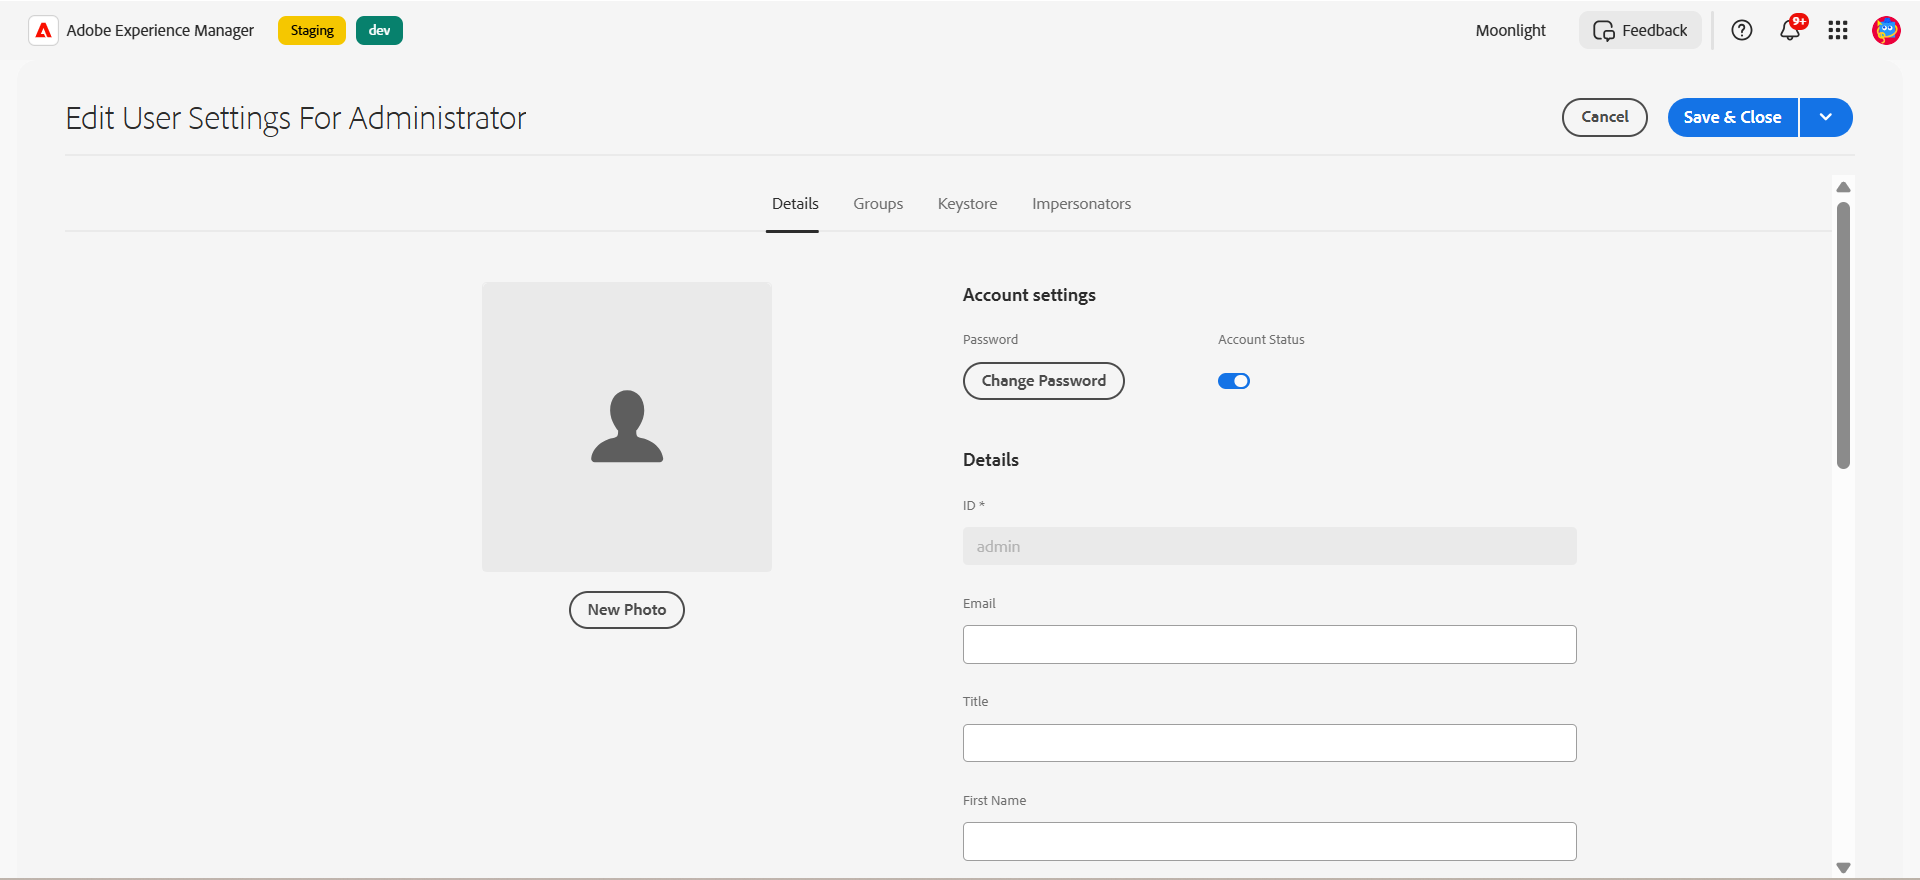 Adobe Experience Manager
Staging
dev
Moonlight
Feedback
9+
Edit User Settings For Administrator
Cancel
Save & Close
Details
Groups
Keystore
Impersonators
Account settings
Password
Account Status
Change Password
Details
ID *
admin
New Photo
Email
Title
First Name